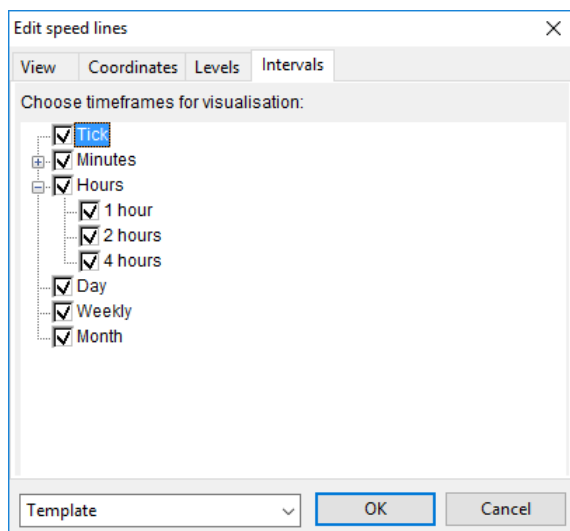 Edit speed lines
View Coordinates Levels Intervals
Choose timeframes for visualisation:
Tick
Minutes
Hours
1 hour
2 hours
4 hours
Day
Weekly
Month
Template OK Cancel